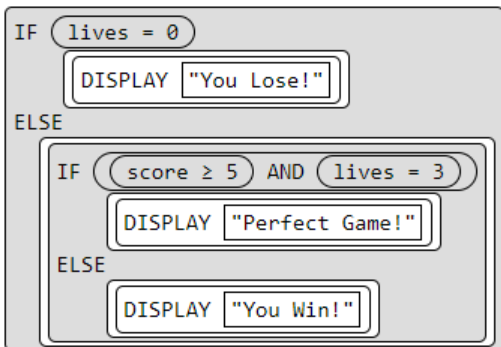 IF lives = 0
DISPLAY "You Lose!"
ELSE
IF score ≥ 5 AND lives = 3
DISPLAY "Perfect Game!"
ELSE
DISPLAY "You Win!"